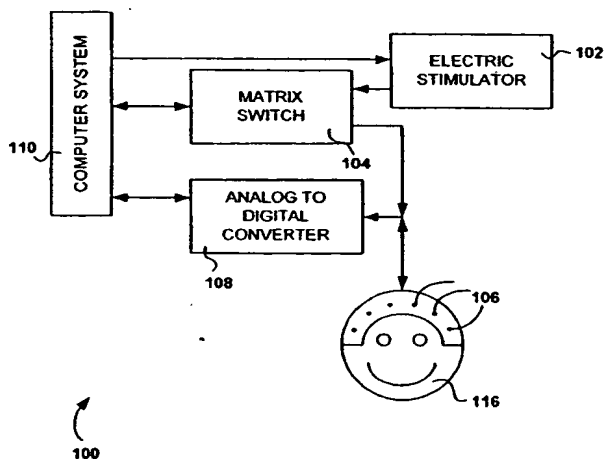 COMPUTER SYSTEM
110
ELECTRIC
STIMULATOR
102
MATRIX
SWITCH
104
ANALOG TO
DIGITAL
CONVERTER
108
106
116
100